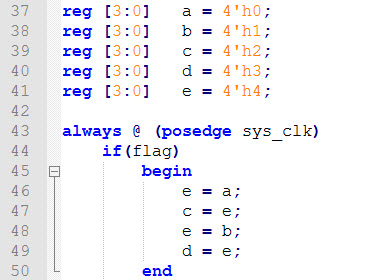 37 reg [3:0] a = 4'h0;
38 reg [3:0] b = 4'h1;
39 reg [3:0] c = 4'h2;
40 reg [3:0] d = 4'h3;
41 reg [3:0] e = 4'h4;
42
43 always @ (posedge sys_clk)
44 if(flag)
45 begin
46 e = a;
47 c = e;
48 e = b;
49 d = e;
50 end